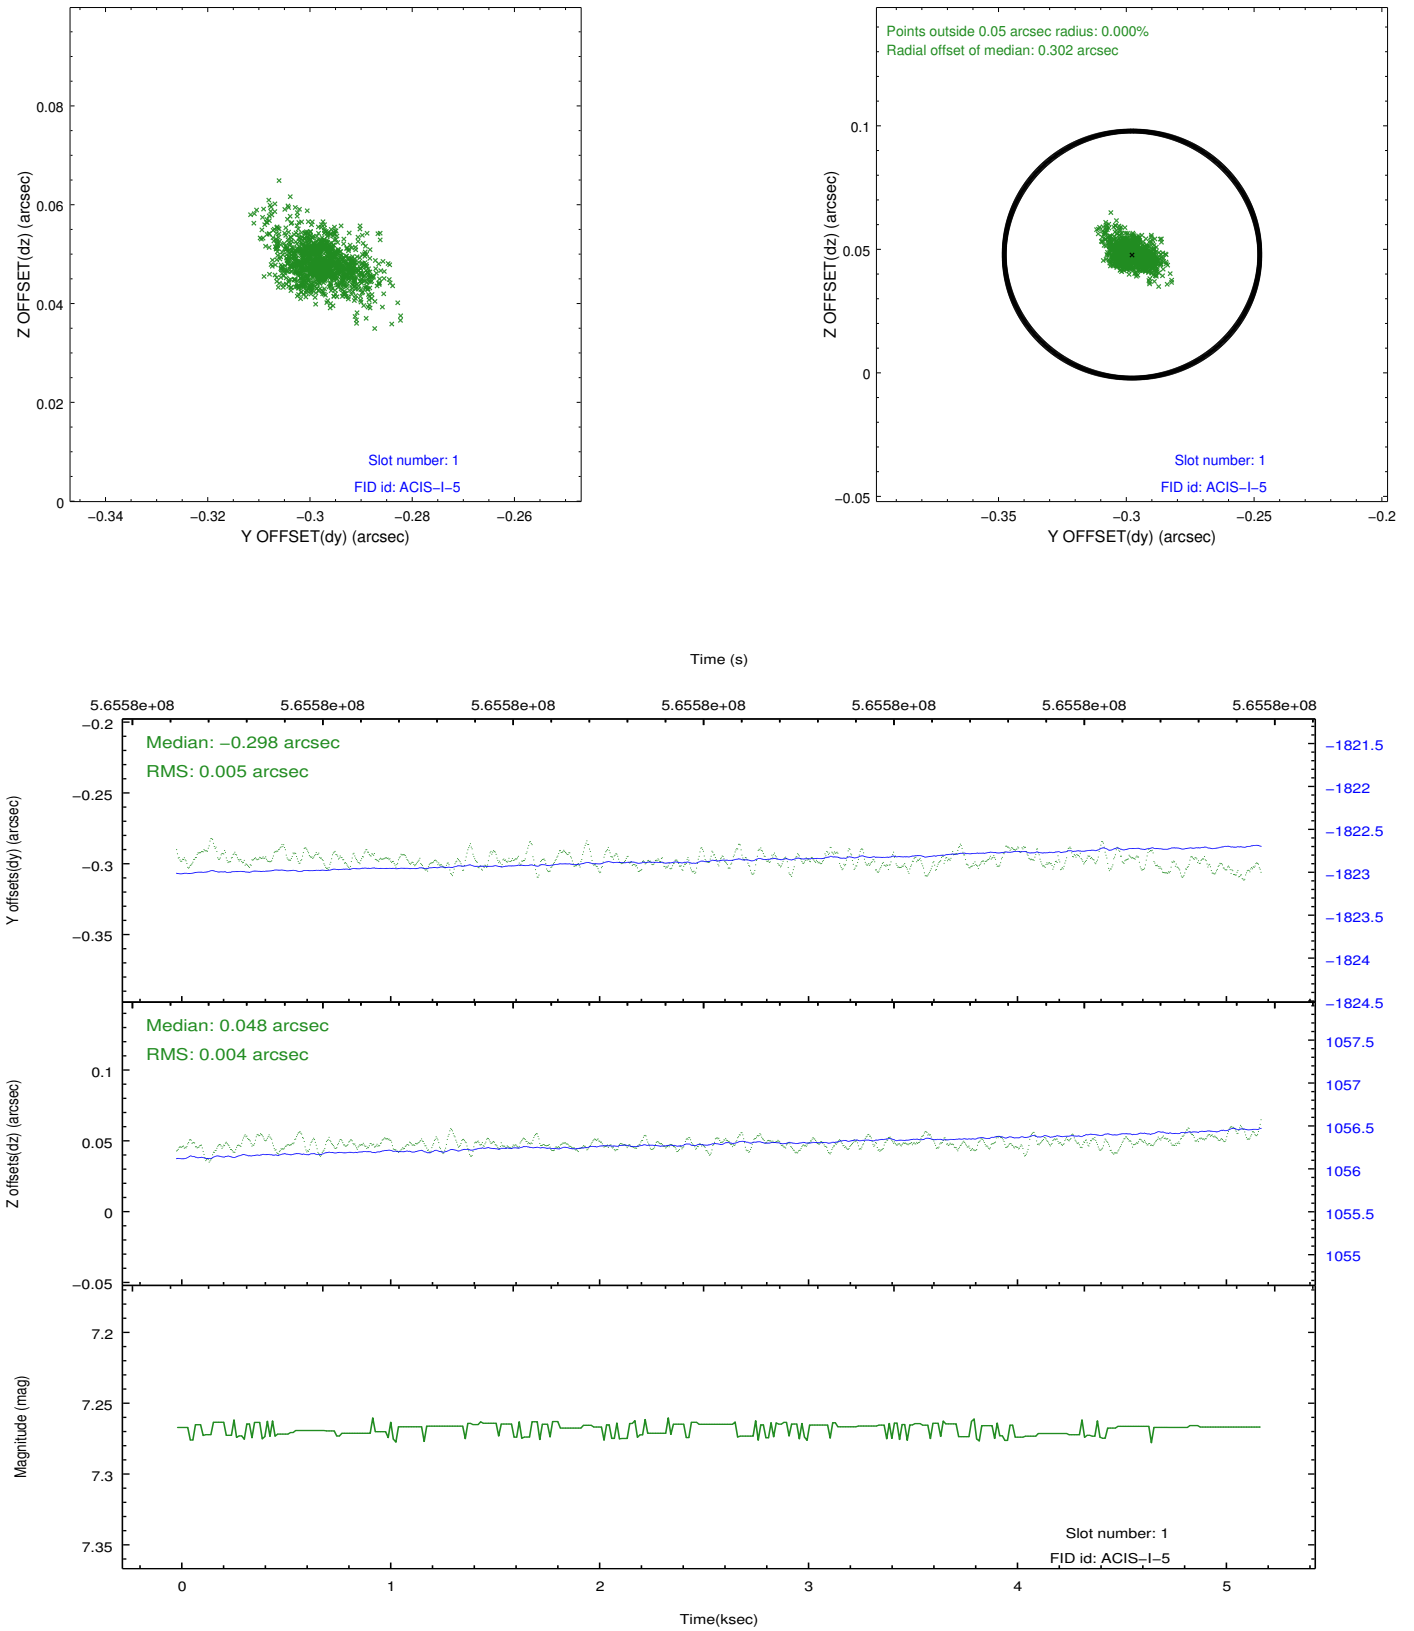 0.08
0.06
0.04
0.02
0
Z OFFSET(dz) (arcsec)
Slot number: 1
FID id: ACIS−I−5
−0.34 −0.32 −0.3 −0.28 −0.26
Y OFFSET(dy) (arcsec)
Points outside 0.05 arcsec radius: 0.000%
Radial offset of median: 0.302 arcsec
0.1
0.05
0
−0.05
Z OFFSET(dz) (arcsec)
Slot number: 1
FID id: ACIS−I−5
−0.35 −0.3 −0.25 −0.2
Y OFFSET(dy) (arcsec)
Time (s)
5.6558e+08 5.6558e+08 5.6558e+08 5.6558e+08 5.6558e+08 5.6558e+08 5.6558e+08
Median: −0.298 arcsec
RMS: 0.005 arcsec
−0.2
−0.25
−0.3
−0.35
Y offsets(dy) (arcsec)
−1821.5
−1822
−1822.5
−1823
−1823.5
−1824
−1824.5
Median: 0.048 arcsec
RMS: 0.004 arcsec
0.1
0.05
0
−0.05
Z offsets(dz) (arcsec)
1057.5
1057
1056.5
1056
1055.5
1055
7.2
7.25
7.3
7.35
Magnitude (mag)
Slot number: 1
FID id: ACIS−I−5
0 1 2 3 4 5
Time(ksec)